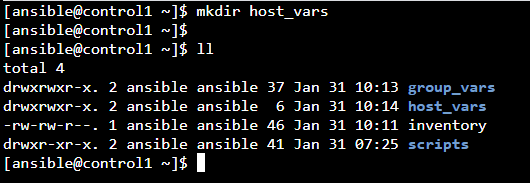 [ansible@control1 ~]$ mkdir host_vars
[ansible@control1 ~]$
[ansible@control1 ~]$ ll
total 4
drwxrwxr-x. 2 ansible ansible 37 Jan 31 10:13 group_vars
drwxrwxr-x. 2 ansible ansible  6 Jan 31 10:14 host_vars
-rw-rw-r--. 1 ansible ansible 46 Jan 31 10:11 inventory
drwxr-xr-x. 2 ansible ansible 41 Jan 31 07:25 scripts
[ansible@control1 ~]$